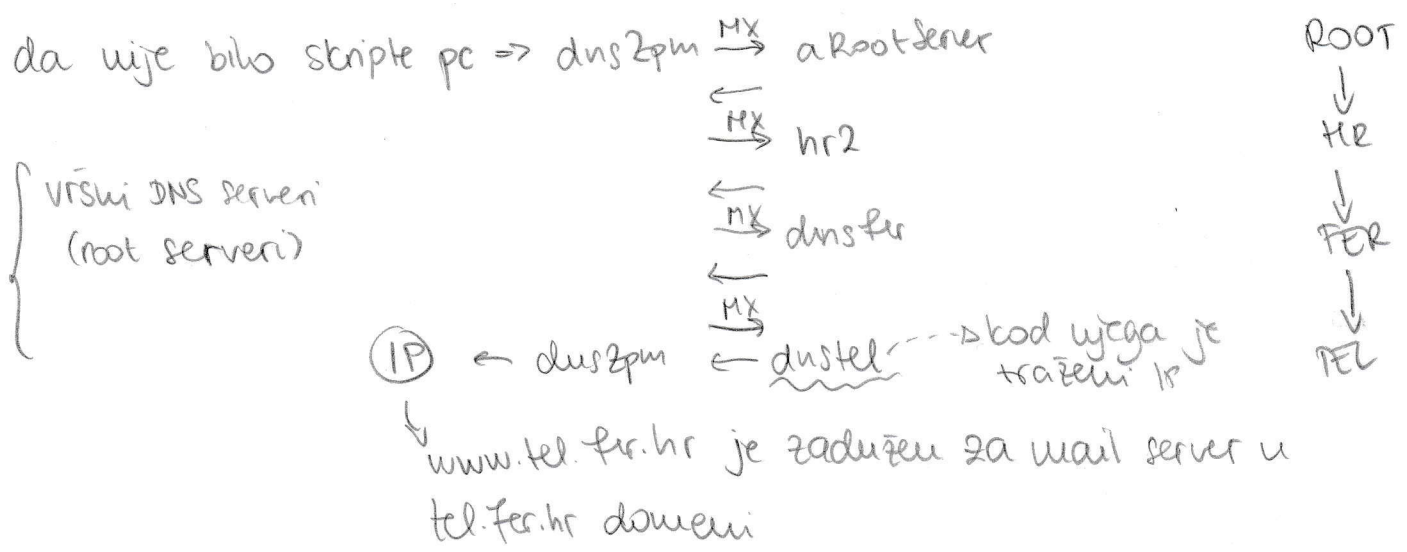 da nije bilo skripte pc => dnsZpm MX → aRootServer ROOT
←
↓
MX → hr2 HR
←
↓
vršni DNS serveri
MX → dnsfer FER
(root serveri)
←
↓
MX →
IP ← dnsZpm ← dnstel --▷ kod njega je TEL
traženi IP
↓
www.tel.fer.hr je zadužen za mail server u
tel.fer.hr domeni